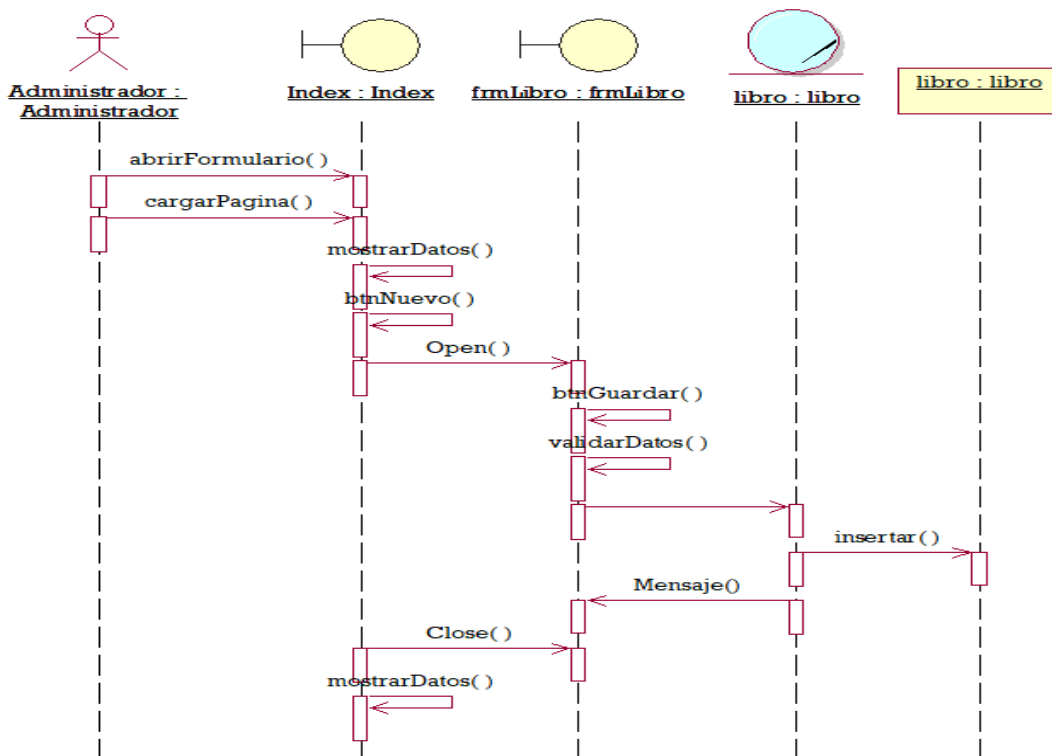 Administrador :
Administrador
Index : Index
frmLibro : frmLibro
libro : libro
libro : libro
abrirFormulario( )
cargarPagina( )
mostrarDatos( )
btnNuevo( )
Open( )
btnGuardar( )
validarDatos( )
insertar( )
Mensaje()
Close( )
mostrarDatos( )